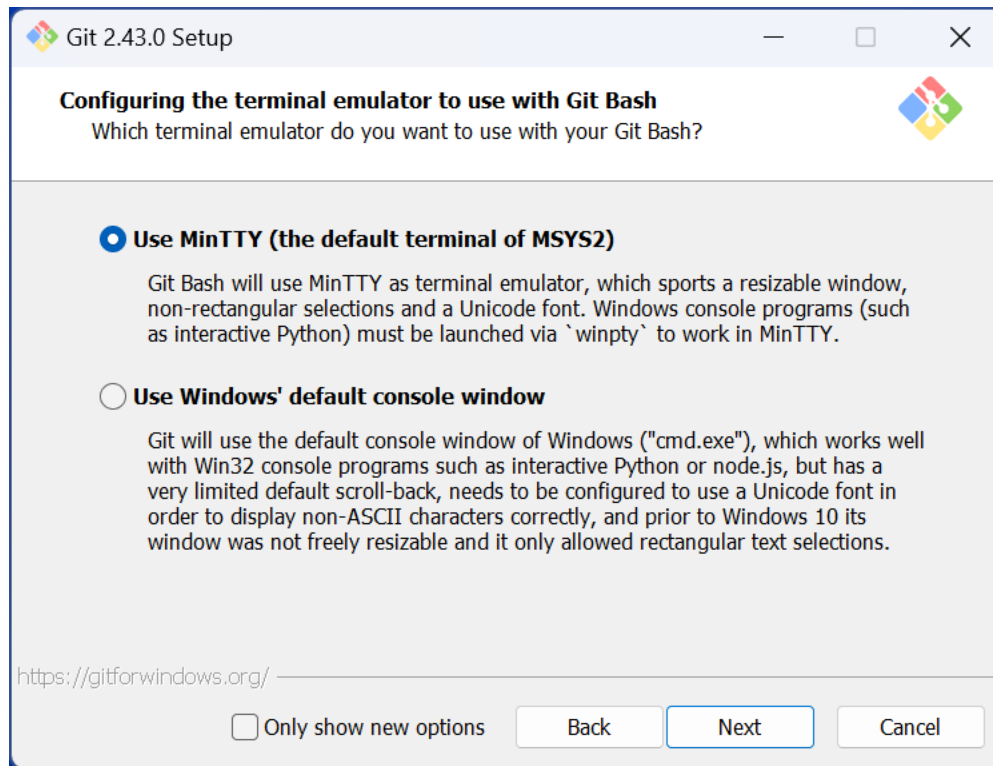 Git 2.43.0 Setup
Configuring the terminal emulator to use with Git Bash
Which terminal emulator do you want to use with your Git Bash?
Use MinTTY (the default terminal of MSYS2)
Git Bash will use MinTTY as terminal emulator, which sports a resizable window,
non-rectangular selections and a Unicode font. Windows console programs (such
as interactive Python) must be launched via `winpty` to work in MinTTY.
Use Windows' default console window
Git will use the default console window of Windows ("cmd.exe"), which works well
with Win32 console programs such as interactive Python or node.js, but has a
very limited default scroll-back, needs to be configured to use a Unicode font in
order to display non-ASCII characters correctly, and prior to Windows 10 its
window was not freely resizable and it only allowed rectangular text selections.
https://gitforwindows.org/
Only show new options Back Next Cancel